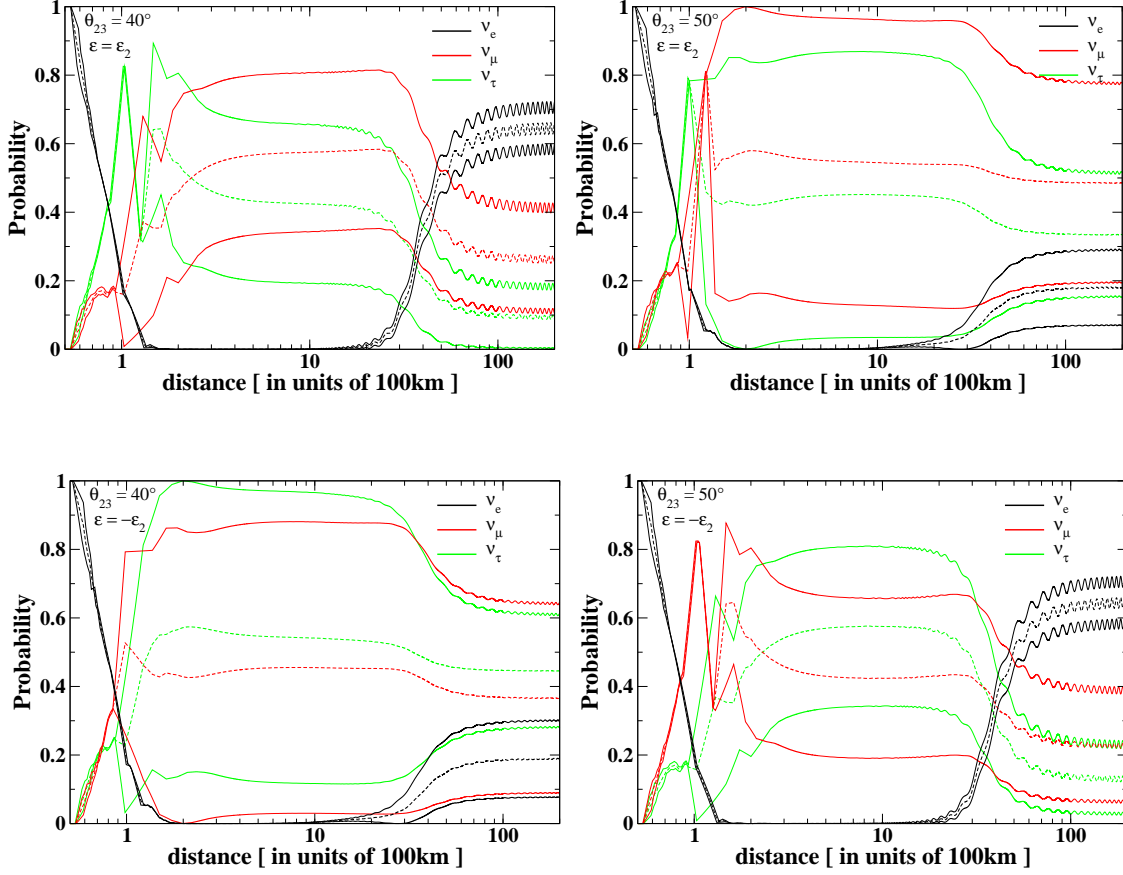 θ23 = 40°
ε = ε2
νe
νμ
ντ
Probability
1
0.8
0.6
0.4
0.2
0
1
10
100
distance [ in units of 100km ]
θ23 = 50°
ε = ε2
νe
νμ
ντ
Probability
1
0.8
0.6
0.4
0.2
0
1
10
100
distance [ in units of 100km ]
θ23 = 40°
ε = −ε2
νe
νμ
ντ
Probability
1
0.8
0.6
0.4
0.2
0
1
10
100
distance [ in units of 100km ]
θ23 = 50°
ε = −ε2
νe
νμ
ντ
Probability
1
0.8
0.6
0.4
0.2
0
1
10
100
distance [ in units of 100km ]